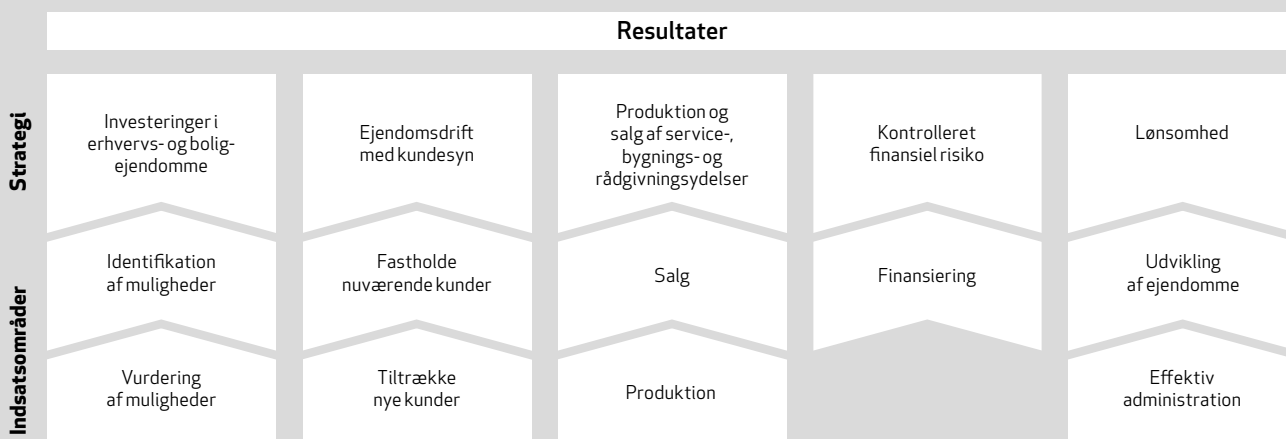 Resultater
Strategi
Investeringer i
erhvervs- og bolig-
ejendomme
Ejendomsdrift
med kundesyn
Produktion og
salg af service-,
bygnings- og
rådgivningsydelser
Kontrolleret
finansiel risiko
Lønsomhed
Indsatsområder
Identifikation
af muligheder
Fastholde
nuværende kunder
Salg
Finansiering
Udvikling
af ejendomme
Vurdering
af muligheder
Tiltrække
nye kunder
Produktion
Effektiv
administration